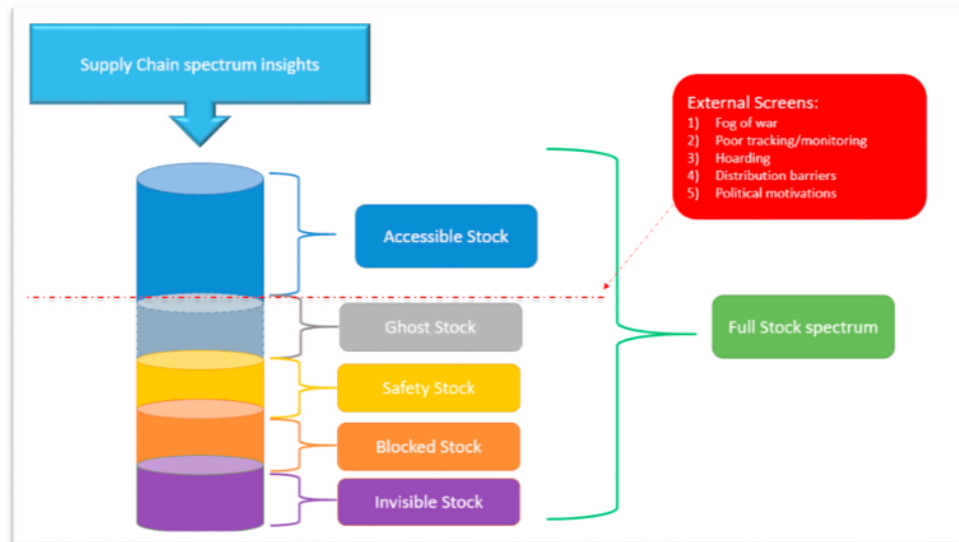 Supply Chain spectrum insights
External Screens:
1) Fog of war
2) Poor tracking/monitoring
3) Hoarding
4) Distribution barriers
5) Political motivations
Accessible Stock
Ghost Stock
Full Stock spectrum
Safety Stock
Blocked Stock
Invisible Stock